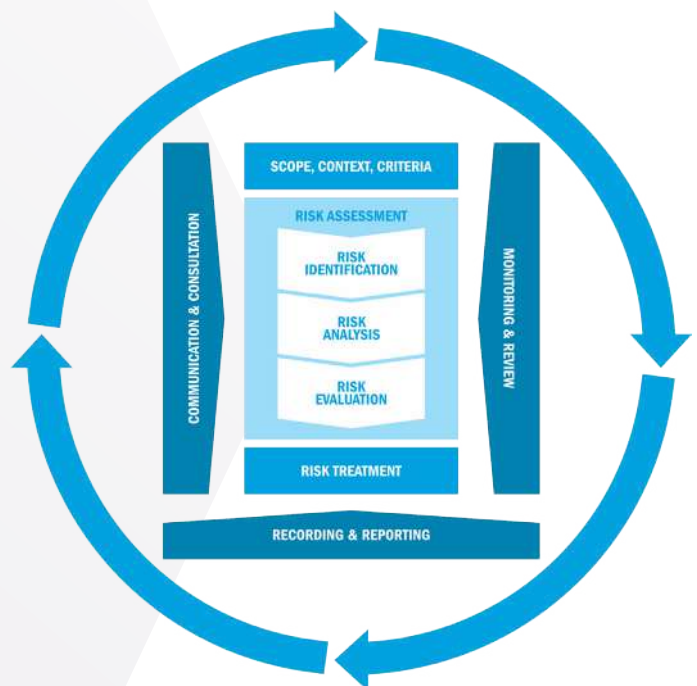 SCOPE, CONTEXT, CRITERIA
RISK ASSESSMENT
RISK
IDENTIFICATION
RISK
ANALYSIS
RISK
EVALUATION
RISK TREATMENT
COMMUNICATION & CONSULTATION
MONITORING & REVIEW
RECORDING & REPORTING